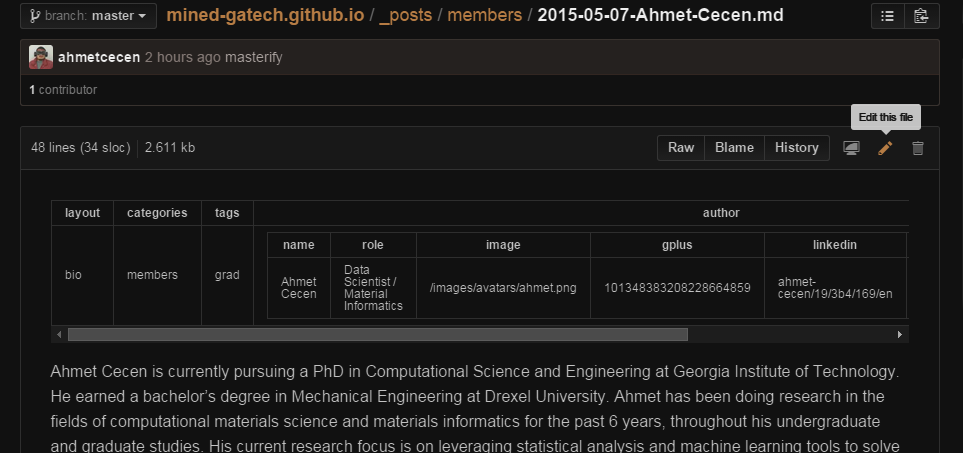 branch: master mined-gatech.github.io / _posts / members / 2015-05-07-Ahmet-Cecen.md
ahmetcecen 2 hours ago masterify
1 contributor
Edit this file
48 lines (34 sloc) 2.611 kb Raw Blame History
layout categories tags author
name role image gplus linkedin
bio members grad
Ahmet
Cecen
Data
Scientist /
Material
Informatics
/images/avatars/ahmet.png
101348383208228664859
ahmet-
cecen/19/3b4/169/en
Ahmet Cecen is currently pursuing a PhD in Computational Science and Engineering at Georgia Institute of Technology.
He earned a bachelor's degree in Mechanical Engineering at Drexel University. Ahmet has been doing research in the
fields of computational materials science and materials informatics for the past 6 years, throughout his undergraduate
and graduate studies. His current research focus is on leveraging statistical analysis and machine learning tools to solve